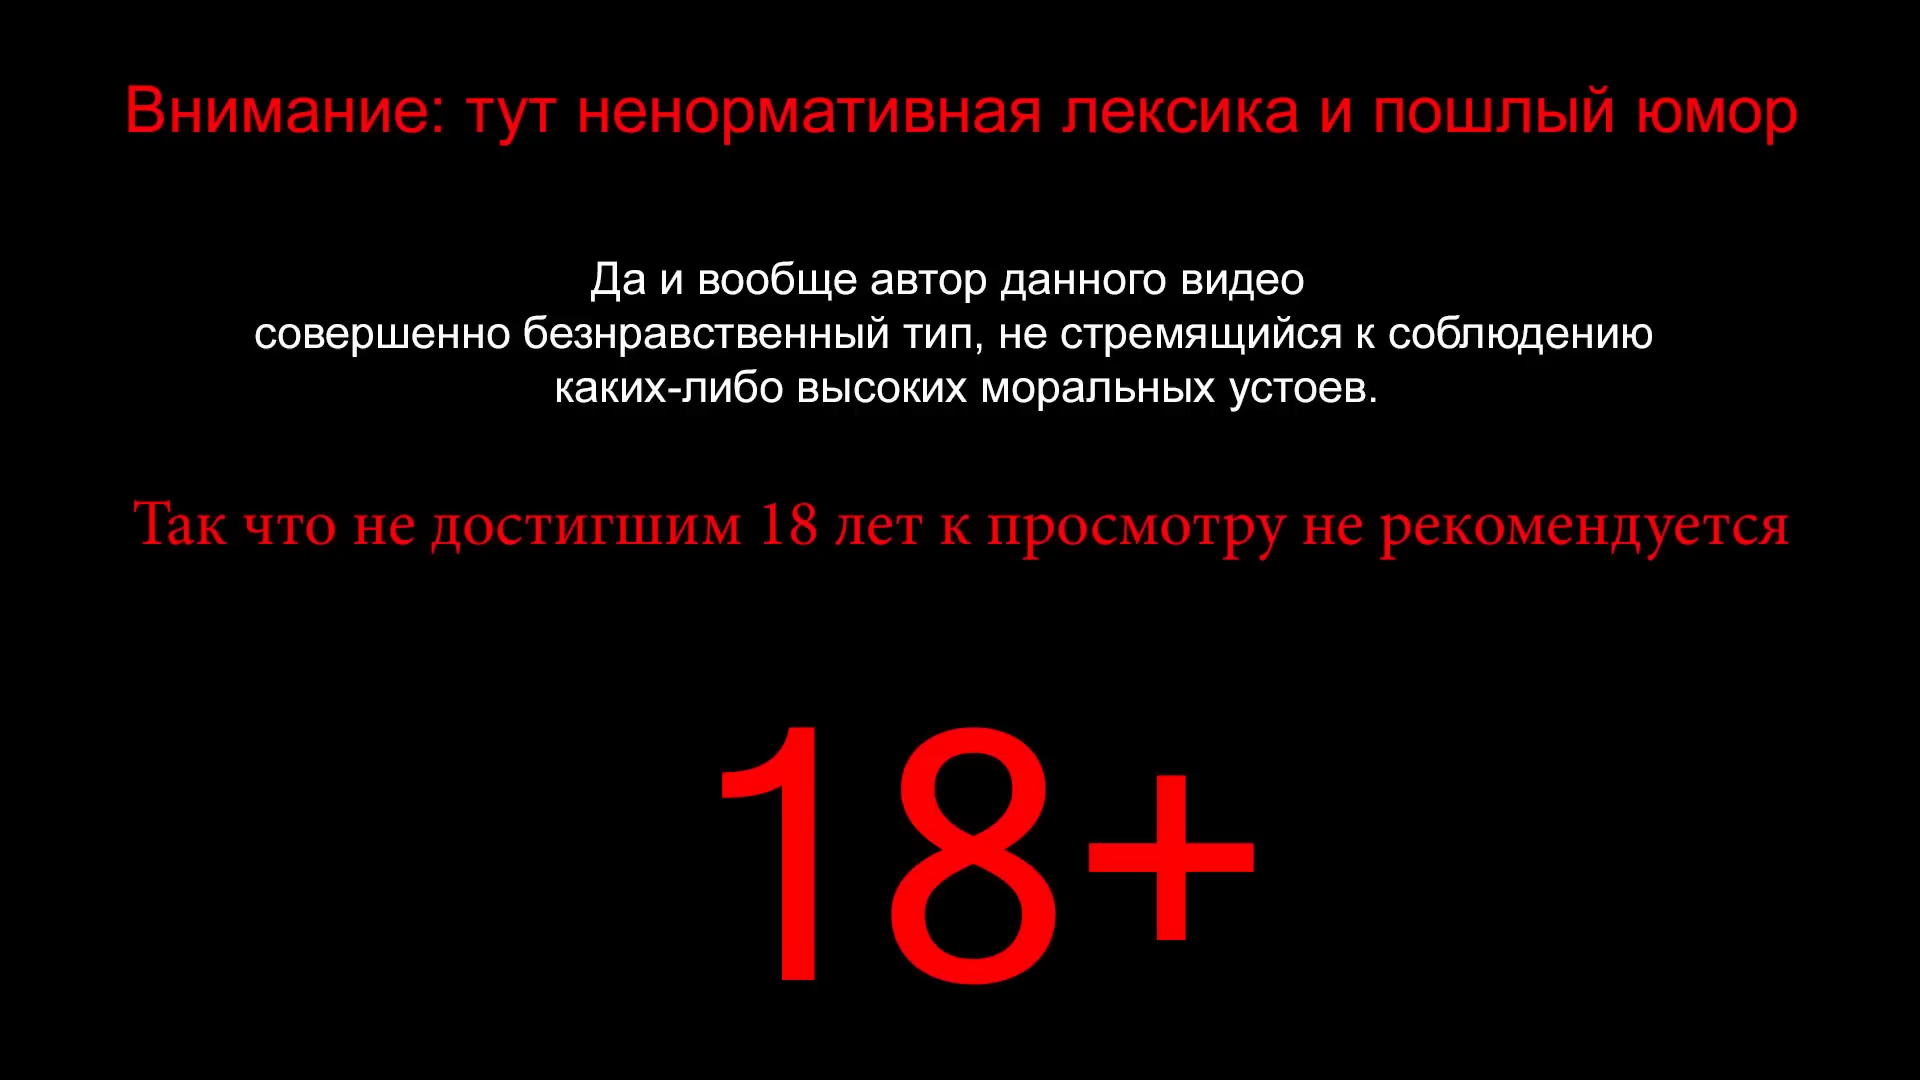 Внимание: тут ненормативная лексика и пошлый юмор
Да и вообще автор данного видео
совершенно безнравственный тип, не стремящийся к соблюдению
каких-либо высоких моральных устоев.
Так что не достигшим 18 лет к просмотру не рекомендуется
18+